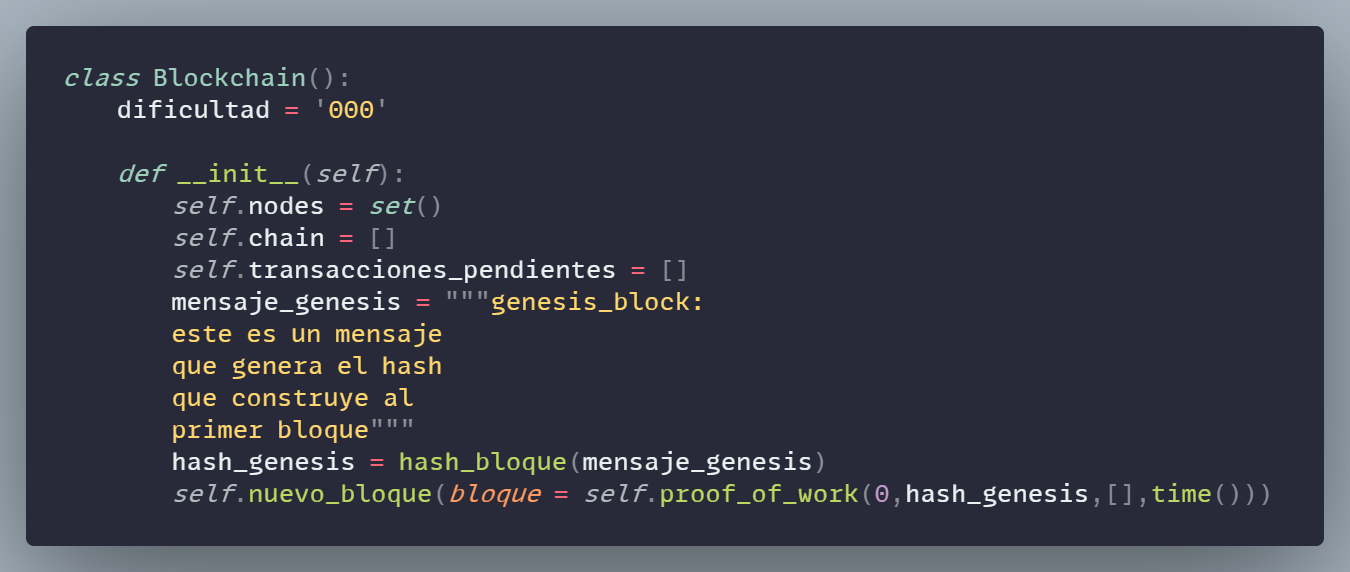 class Blockchain():
    dificultad = '000'

    def __init__(self):
        self.nodes = set()
        self.chain = []
        self.transacciones_pendientes = []
        mensaje_genesis = """genesis_block:
        este es un mensaje
        que genera el hash
        que construye al
        primer bloque"""
        hash_genesis = hash_bloque(mensaje_genesis)
        self.nuevo_bloque(bloque = self.proof_of_work(0,hash_genesis,[],time()))